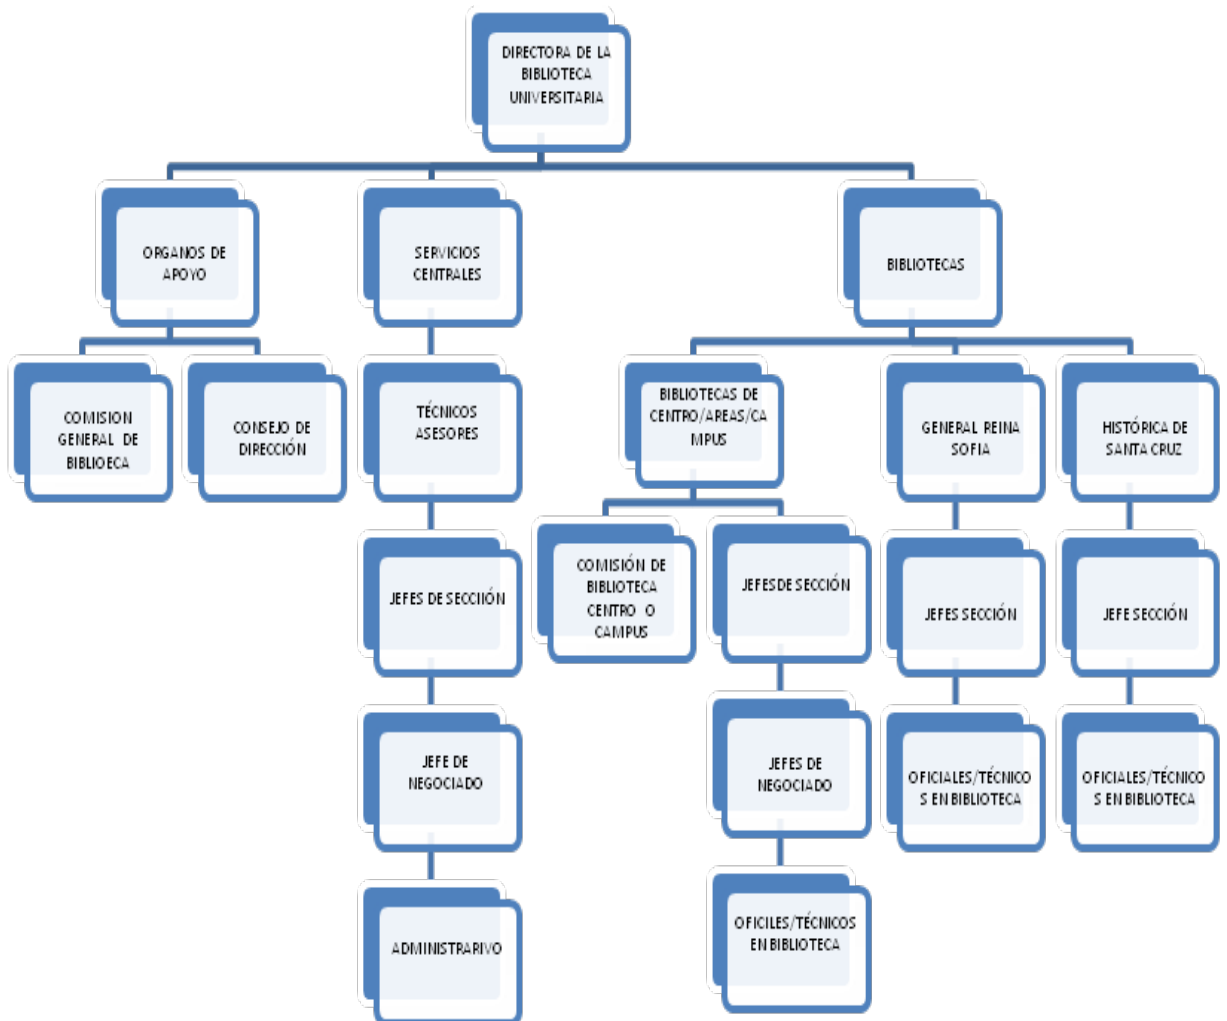 DIRECTORA DE LA
BIBLIOTECA
UNIVERSITARIA
ORGANOS DE
APOYO
SERVICIOS
CENTRALES
BIBLIOTECAS
COMISION
GENERAL DE
BIBLIOECA
CONSEJO DE
DIRECCIÓN
TÉCNICOS
ASESORES
BIBLIOTECAS DE
CENTRO/AREAS/CA
MPUS
GENERAL REINA
SOFIA
HISTÓRICA DE
SANTA CRUZ
JEFES DE SECCIIÓN
COMISIÓN DE
BIBLIOTECA
CENTRO O
CAMPUS
JEFES DE SECCIÓN
JEFES SECCIÓN
JEFE SECCIÓN
JEFE DE
NEGOCIADO
JEFES DE
NEGOCIADO
OFICIALES/TÉCNICO
S EN BIBLIOTECA
OFICIALES/TÉCNICO
S EN BIBLIOTECA
ADMINISTRARIVO
OFICILES/TÉCNICOS
EN BIBLIOTECA